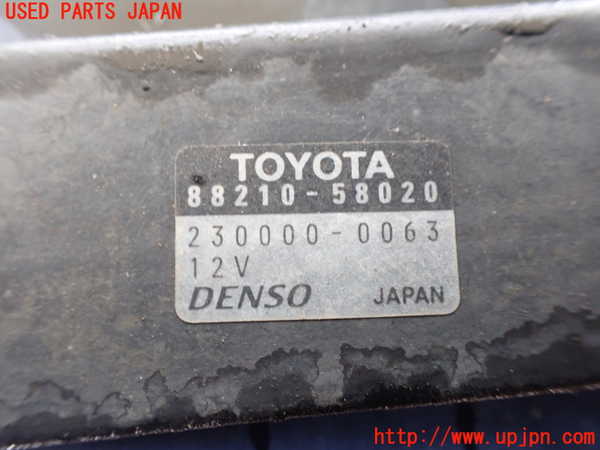 USED PARTS JAPAN
TOYOTA
88210-58020
230000-0063
12V
DENSO JAPAN
http://www.upjpn.com/